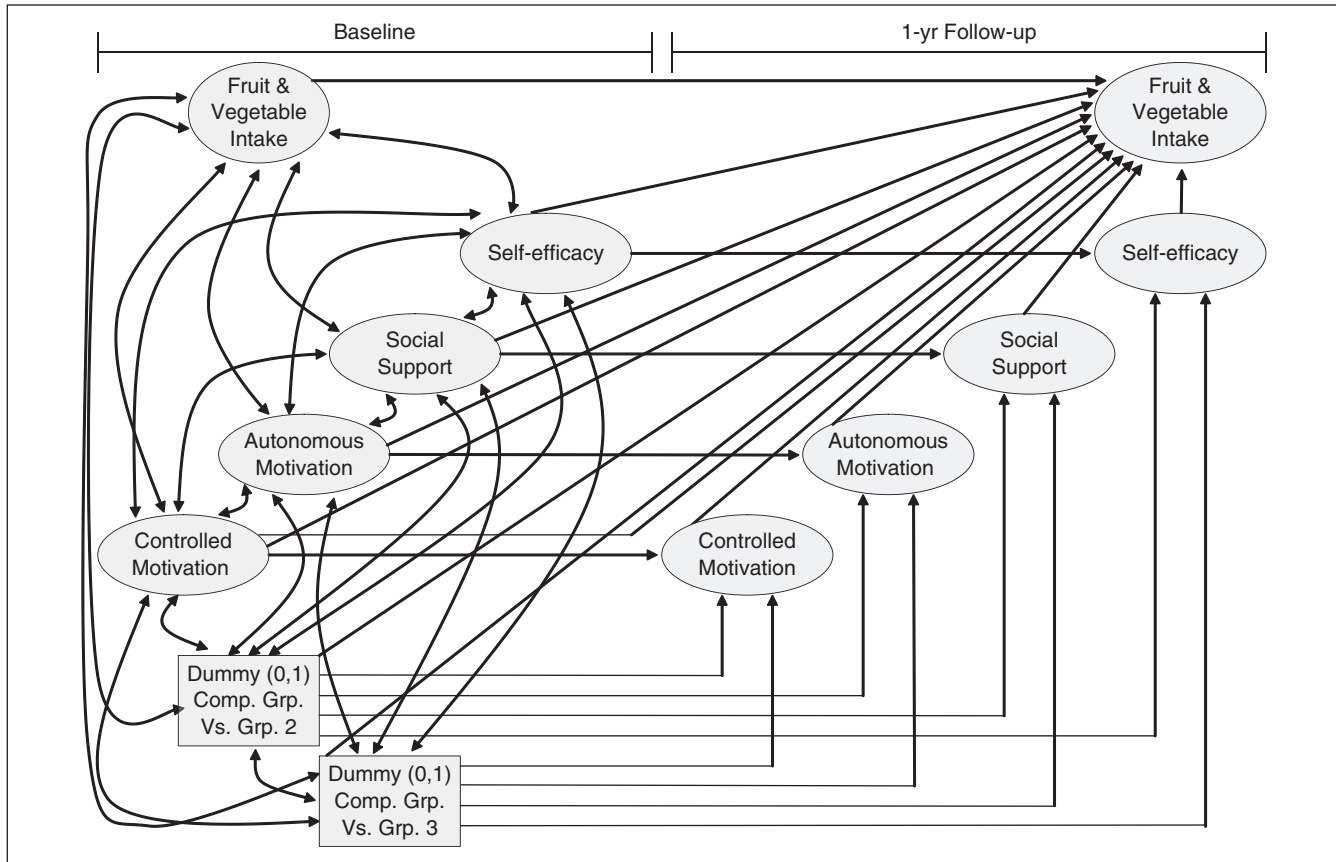 Baseline
1-yr Follow-up
Fruit &
Vegetable
Intake
Fruit &
Vegetable
Intake
Self-efficacy
Self-efficacy
Social
Support
Social
Support
Autonomous
Motivation
Autonomous
Motivation
Controlled
Motivation
Controlled
Motivation
Dummy (0,1)
Comp. Grp.
Vs. Grp. 2
Dummy (0,1)
Comp. Grp.
Vs. Grp. 3